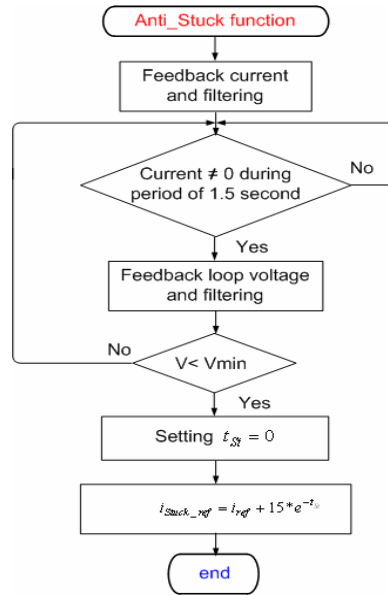 Anti_Stuck function
Feedback current
and filtering
Current ≠ 0 during
period of 1.5 second
No
Yes
Feedback loop voltage
and filtering
No
V< Vmin
Yes
Setting t_St = 0
i_Stuck_ref = i_ref + 15*e^{-t_St}
end